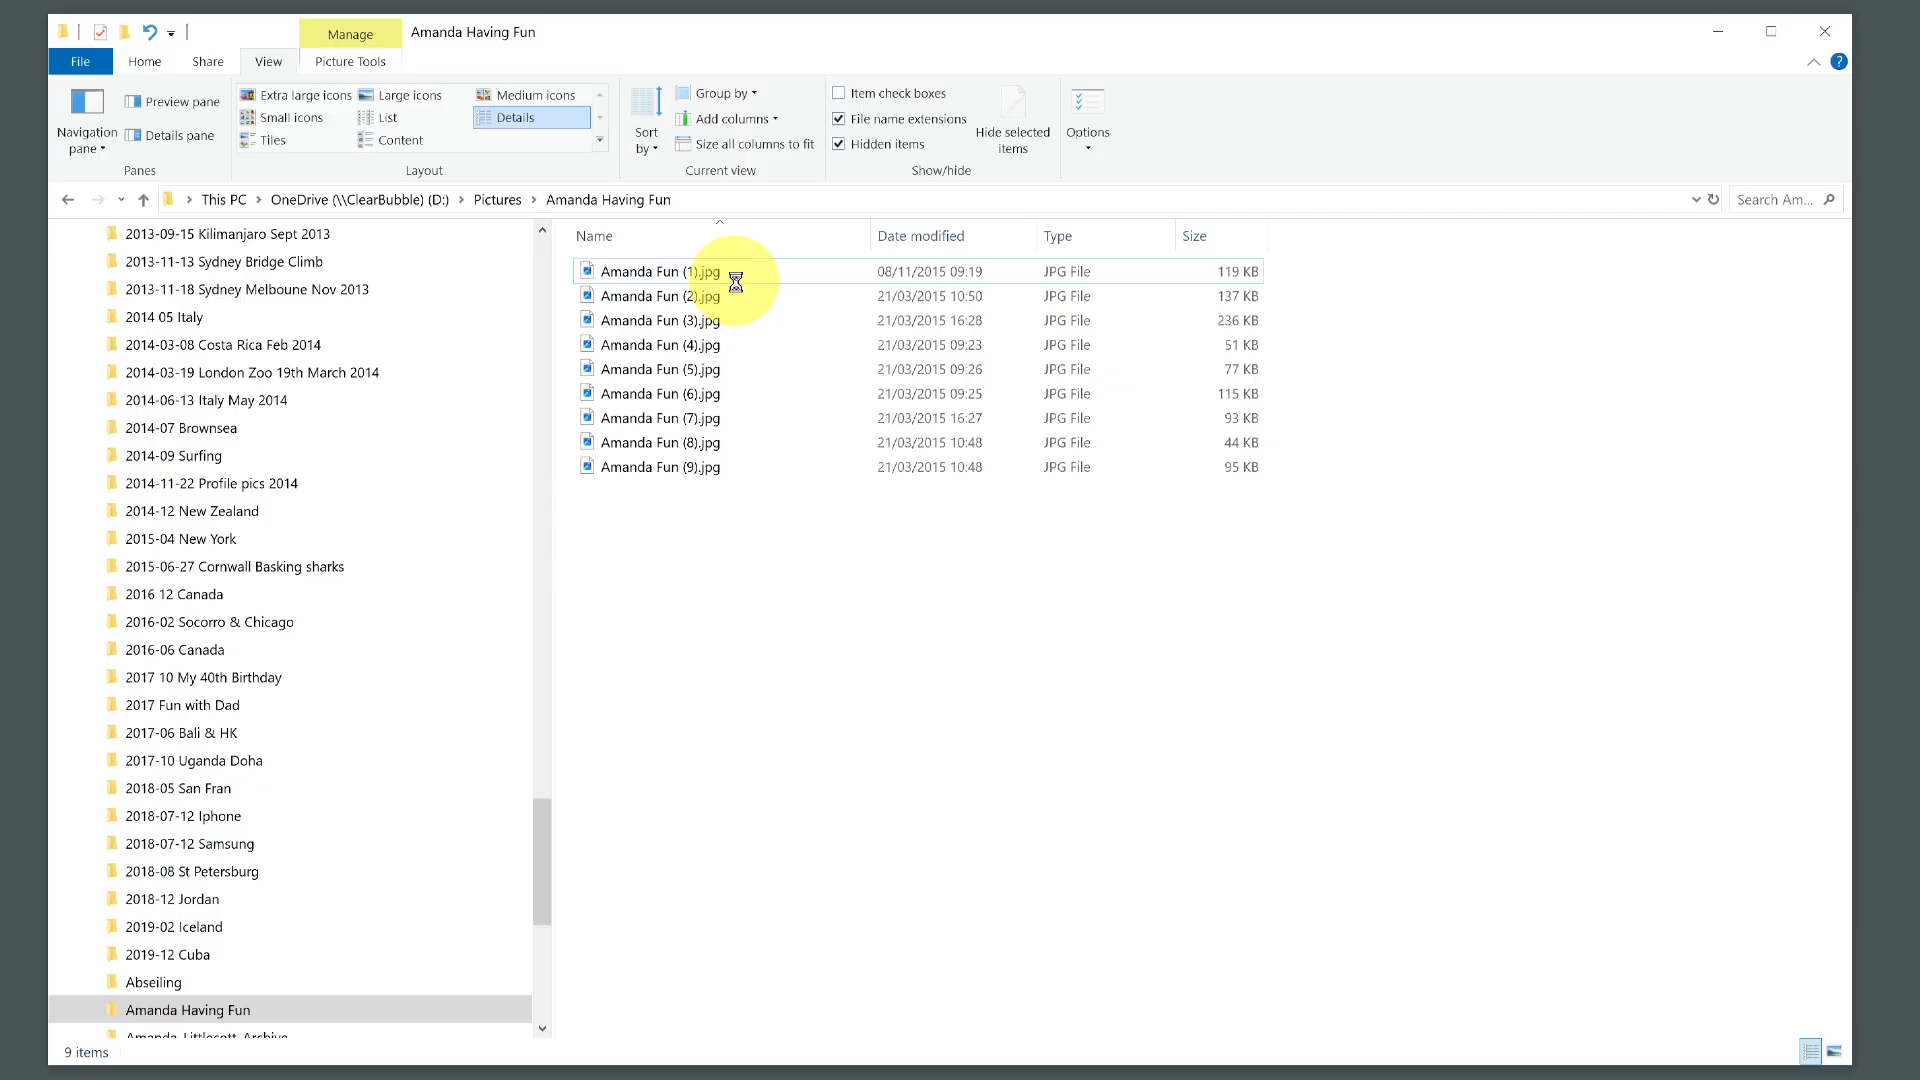 Manage
Amanda Having Fun
File
Home
Share
View
Picture Tools
?
Navigation pane
Preview pane
Details pane
Panes
Extra large icons
Large icons
Medium icons
Small icons
List
Details
Tiles
Content
Layout
Sort by
Group by
Add columns
Size all columns to fit
Current view
Item check boxes
File name extensions
Hidden items
Hide selected items
Show/hide
Options
This PC > OneDrive (\\ClearBubble) (D:) > Pictures > Amanda Having Fun
Search Am...
2013-09-15 Kilimanjaro Sept 2013
2013-11-13 Sydney Bridge Climb
2013-11-18 Sydney Melboune Nov 2013
2014 05 Italy
2014-03-08 Costa Rica Feb 2014
2014-03-19 London Zoo 19th March 2014
2014-06-13 Italy May 2014
2014-07 Brownsea
2014-09 Surfing
2014-11-22 Profile pics 2014
2014-12 New Zealand
2015-04 New York
2015-06-27 Cornwall Basking sharks
2016 12 Canada
2016-02 Socorro & Chicago
2016-06 Canada
2017 10 My 40th Birthday
2017 Fun with Dad
2017-06 Bali & HK
2017-10 Uganda Doha
2018-05 San Fran
2018-07-12 Iphone
2018-07-12 Samsung
2018-08 St Petersburg
2018-12 Jordan
2019-02 Iceland
2019-12 Cuba
Abseiling
Amanda Having Fun
Amanda Littlecott Archive
Name Date modified Type Size
Amanda Fun (1).jpg 08/11/2015 09:19 JPG File 119 KB
Amanda Fun (2).jpg 21/03/2015 10:50 JPG File 137 KB
Amanda Fun (3).jpg 21/03/2015 16:28 JPG File 236 KB
Amanda Fun (4).jpg 21/03/2015 09:23 JPG File 51 KB
Amanda Fun (5).jpg 21/03/2015 09:26 JPG File 77 KB
Amanda Fun (6).jpg 21/03/2015 09:25 JPG File 115 KB
Amanda Fun (7).jpg 21/03/2015 16:27 JPG File 93 KB
Amanda Fun (8).jpg 21/03/2015 10:48 JPG File 44 KB
Amanda Fun (9).jpg 21/03/2015 10:48 JPG File 95 KB
9 items